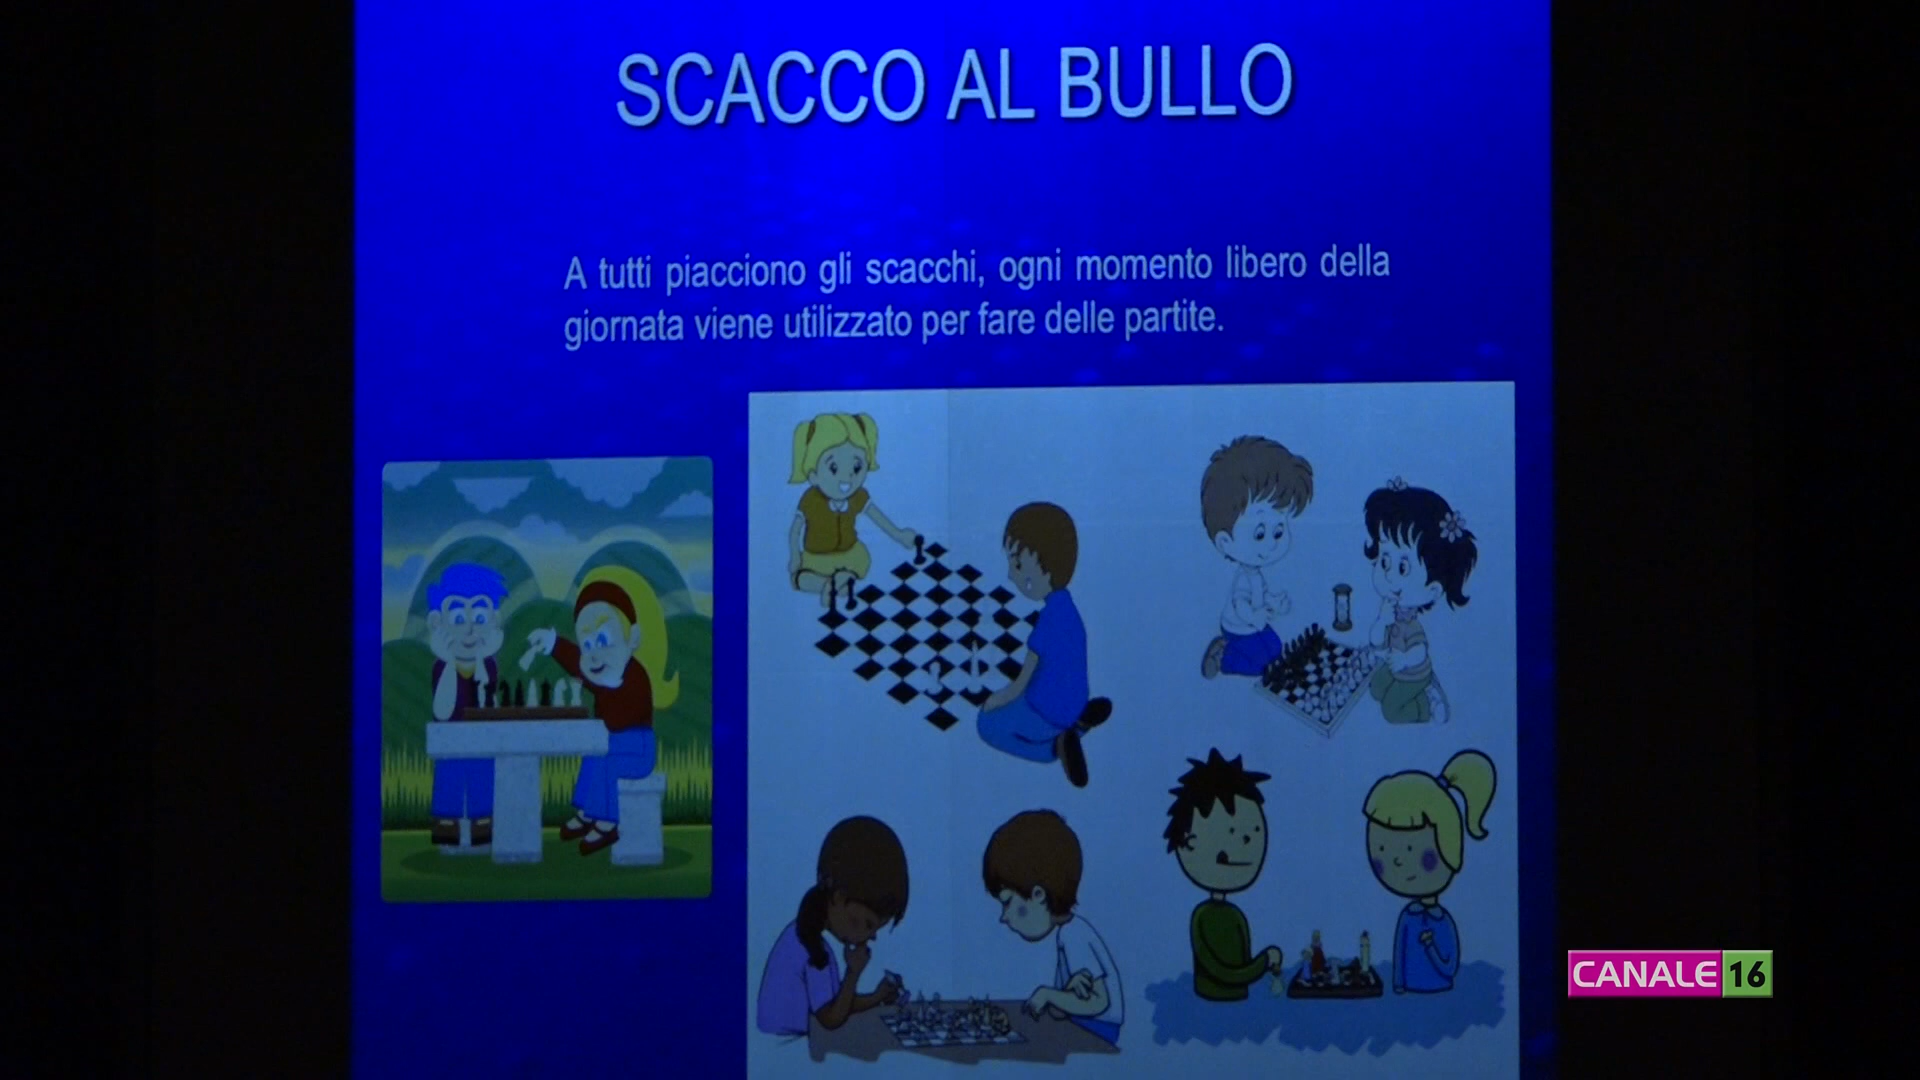 SCACCO AL BULLO
A tutti piacciono gli scacchi, ogni momento libero della
giornata viene utilizzato per fare delle partite.
CANALE 16